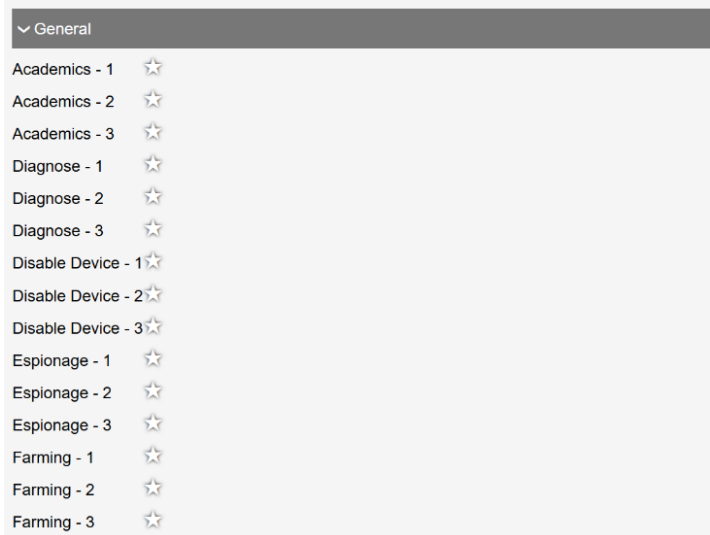 General
Academics - 1
Academics - 2
Academics - 3
Diagnose - 1
Diagnose - 2
Diagnose - 3
Disable Device - 1
Disable Device - 2
Disable Device - 3
Espionage - 1
Espionage - 2
Espionage - 3
Farming - 1
Farming - 2
Farming - 3